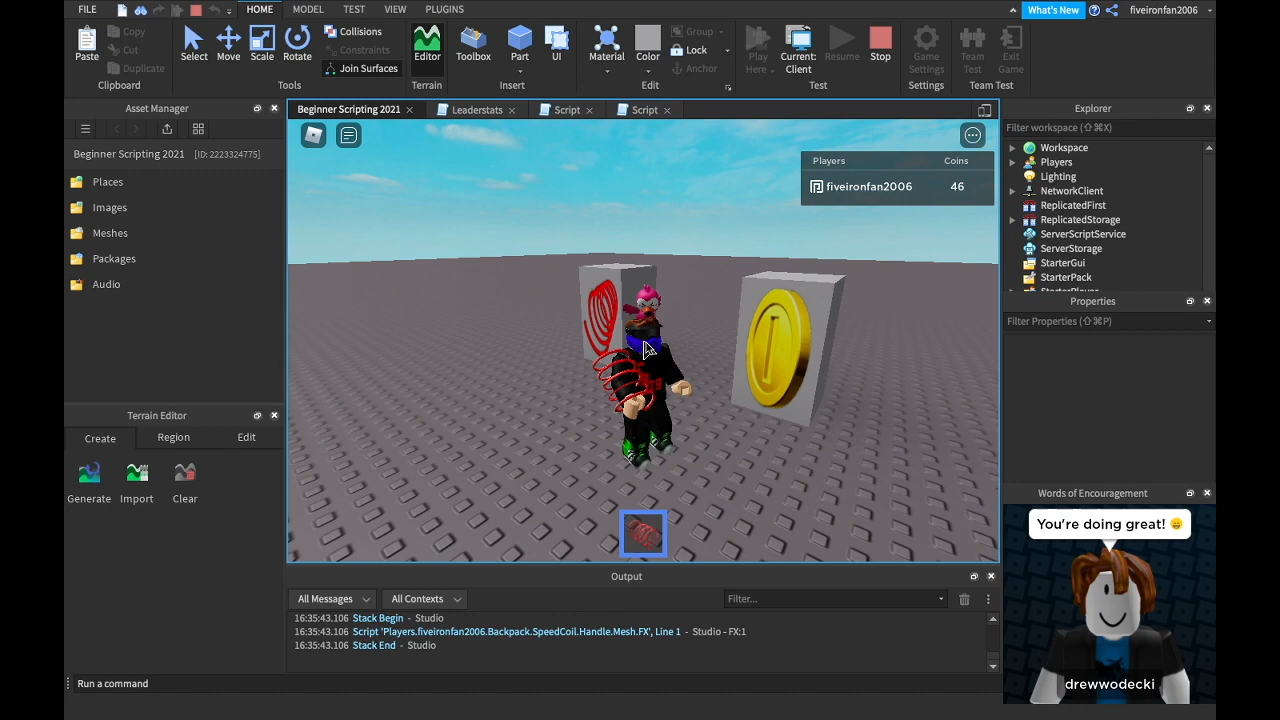 FILE HOME MODEL TEST VIEW PLUGINS What's New fiveironfan2006
Paste Copy Cut Duplicate Select Move Scale Rotate Collisions Constraints Join Surfaces Editor Toolbox Part UI Material Color Group Lock Anchor Play Here Current: Client Resume Stop Game Settings Team Test Exit Game
Clipboard Tools Terrain Insert Edit Test Settings Team Test
Asset Manager
Beginner Scripting 2021 [ID: 2223324775]
Places
Images
Meshes
Packages
Audio
Terrain Editor
Create Region Edit
Generate Import Clear
Beginner Scripting 2021 Leaderstats Script Script
Players Coins
fiveironfan2006 46
Output
All Messages All Contexts Filter...
16:35:43.106 Stack Begin - Studio
16:35:43.106 Script 'Players.fiveironfan2006.Backpack.SpeedCoil.Handle.Mesh.FX', Line 1 - Studio - FX:1
16:35:43.106 Stack End - Studio
Run a command
Explorer
Filter workspace (⇧⌘X)
Workspace
Players
Lighting
NetworkClient
ReplicatedFirst
ReplicatedStorage
ServerScriptService
ServerStorage
StarterGui
StarterPack
StarterPlayer
Properties
Filter Properties (⇧⌘P)
Words of Encouragement
You're doing great! 😀
drewwodecki